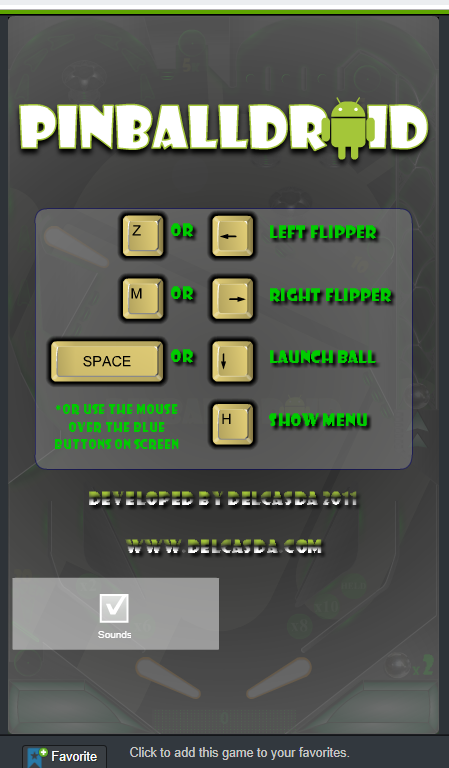 PINBALLDROID
Z OR ← LEFT FLIPPER
M OR → RIGHT FLIPPER
SPACE OR ↓ LAUNCH BALL
*OR USE THE MOUSE
OVER THE BLUE
BUTTONS ON SCREEN
H SHOW MENU
DEVELOPED BY DELCASDA 2011
WWW.DELCASDA.COM
Sounds
x2
Favorite Click to add this game to your favorites.